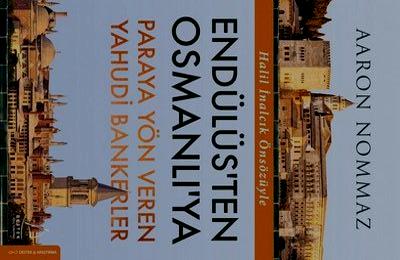 AARON NOMMAZ
Halil İnalcık Önsözüyle
ENDÜLÜS'TEN
OSMANLI'YA
PARAYA YÖN VEREN
YAHUDİ BANKERLER